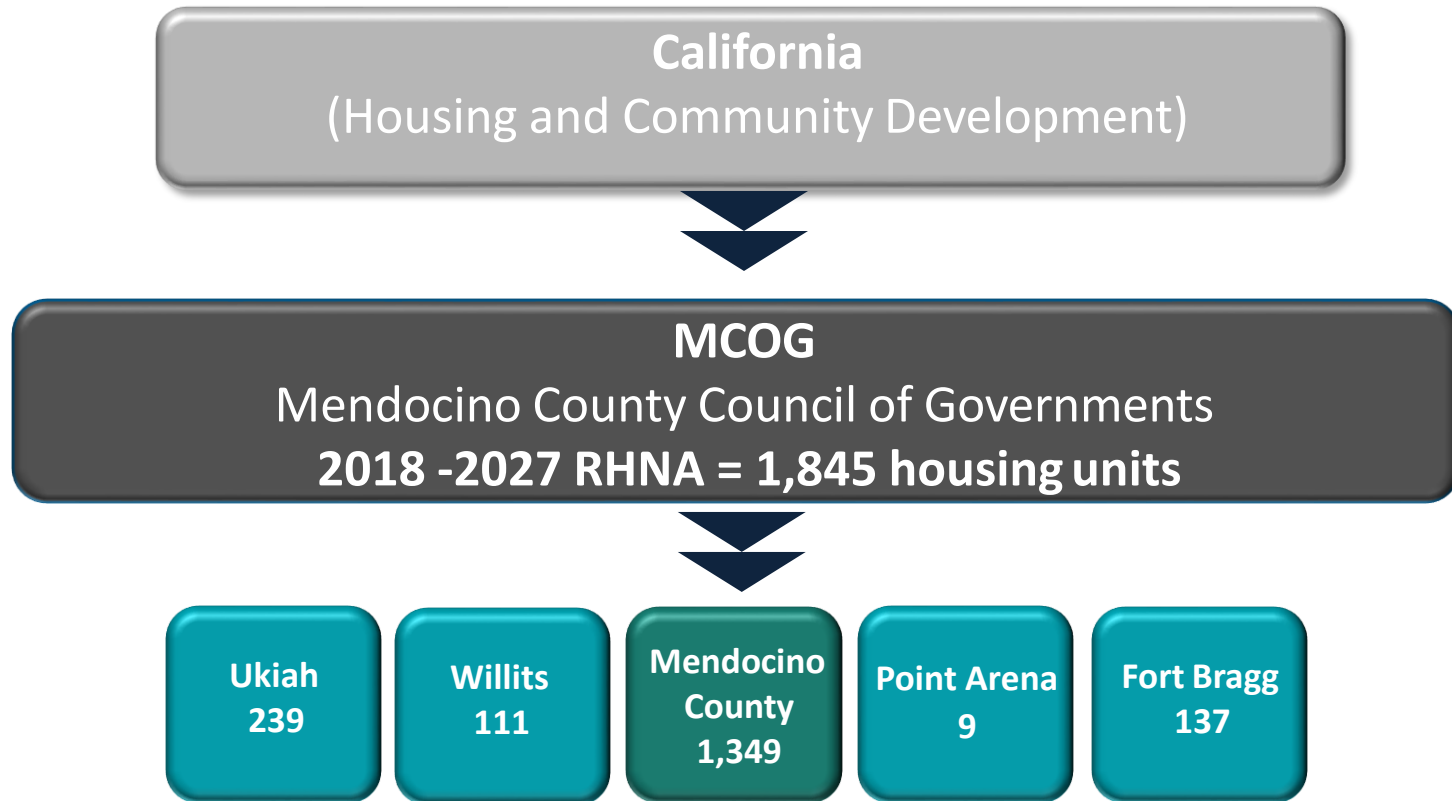 California
(Housing and Community Development)
MCOG
Mendocino County Council of Governments
2018 -2027 RHNA = 1,845 housing units
Ukiah
239
Willits
111
Mendocino
County
1,349
Point Arena
9
Fort Bragg
137